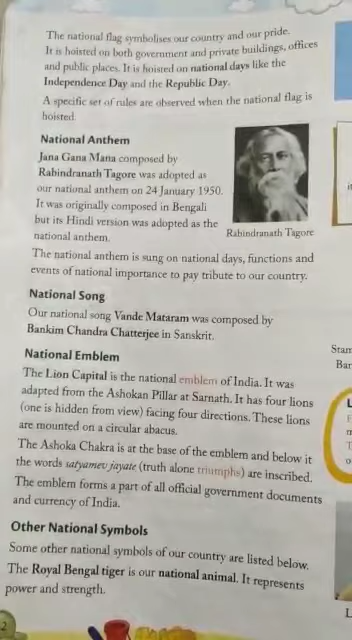 The national flag symbolises our country and our pride.
It is hoisted on both government and private buildings, offices
and public places. It is hoisted on national days like the
Independence Day and the Republic Day.
A specific set of rules are observed when the national flag is
hoisted.
National Anthem
Jana Gana Mana composed by
Rabindranath Tagore was adopted as
our national anthem on 24 January 1950.
It was originally composed in Bengali
but its Hindi version was adopted as the
national anthem.
Rabindranath Tagore
The national anthem is sung on national days, functions and
events of national importance to pay tribute to our country.
National Song
Our national song Vande Mataram was composed by
Bankim Chandra Chatterjee in Sanskrit.
National Emblem
The Lion Capital is the national emblem of India. It was
adapted from the Ashokan Pillar at Sarnath. It has four lions
(one is hidden from view) facing four directions. These lions
are mounted on a circular abacus.
The Ashoka Chakra is at the base of the emblem and below it
the words satyamev jayate (truth alone triumphs) are inscribed.
The emblem forms a part of all official government documents
and currency of India.
Other National Symbols
Some other national symbols of our country are listed below.
The Royal Bengal tiger is our national animal. It represents
power and strength.
2